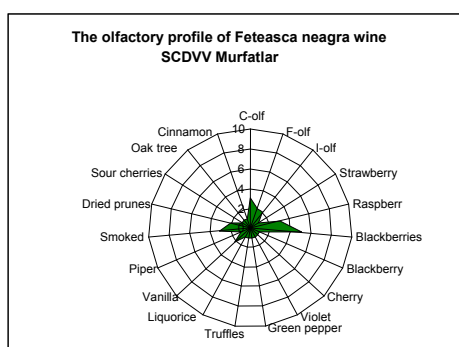 The olfactory profile of Feteasca neagra wine
SCDVV Murfatlar
C-olf
F-olf
I-olf
Strawberry
Raspberr
Blackberries
Blackberry
Cherry
Violet
Green pepper
Truffles
Liquorice
Vanilla
Piper
Smoked
Dried prunes
Sour cherries
Oak tree
Cinnamon
10
8
6
4
2